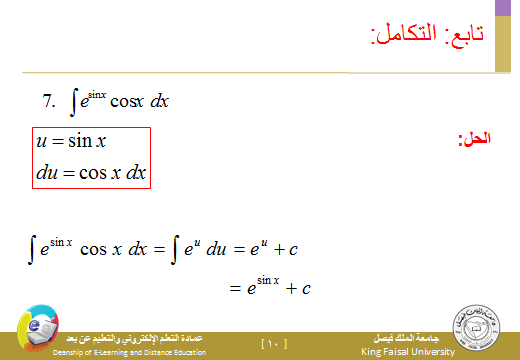 تابع: التكامل:
7. ∫ e^{sinx} cosx dx
الحل:
u = sin x
du = cos x dx
∫ e^{sin x} cos x dx = ∫ e^u du = e^u + c
= e^{sin x} + c
جامعة الملك فيصل
King Faisal University
[ ١٠ ]
عمادة التعلم الإلكتروني والتعليم عن بعد
Deanship of E-Learning and Distance Education